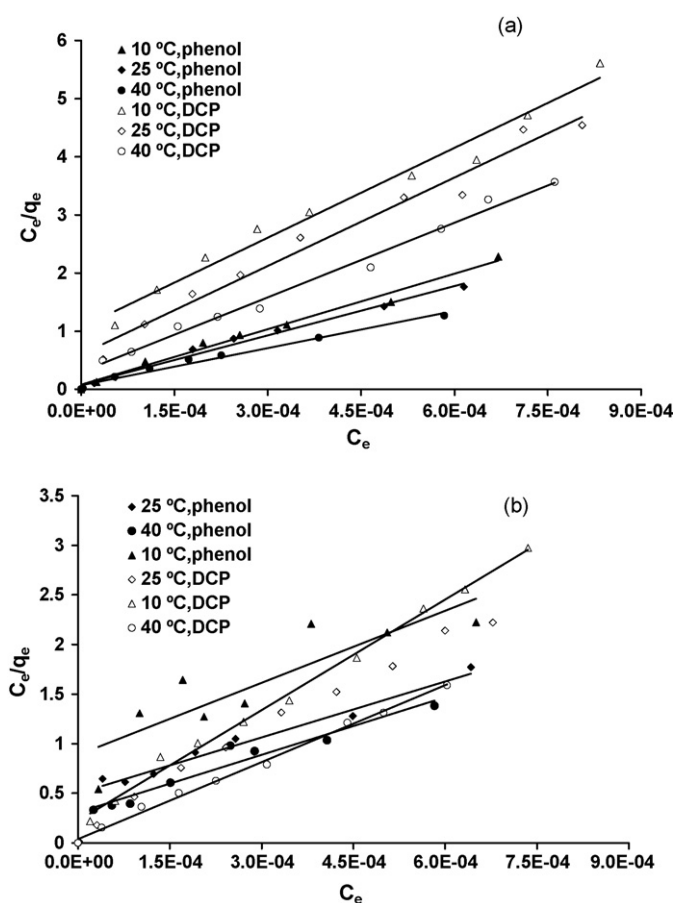 (a)
6
5
4
3
2
1
0
Ce/qe
10 ºC,phenol
25 ºC,phenol
40 ºC,phenol
10 ºC,DCP
25 ºC,DCP
40 ºC,DCP
0.0E+00 1.5E-04 3.0E-04 4.5E-04 6.0E-04 7.5E-04 9.0E-04
Ce
(b)
3.5
3
2.5
2
1.5
1
0.5
0
Ce/qe
25 ºC,phenol
40 ºC,phenol
10 ºC,phenol
25 ºC,DCP
10 ºC,DCP
40 ºC,DCP
0.0E+00 1.5E-04 3.0E-04 4.5E-04 6.0E-04 7.5E-04 9.0E-04
Ce